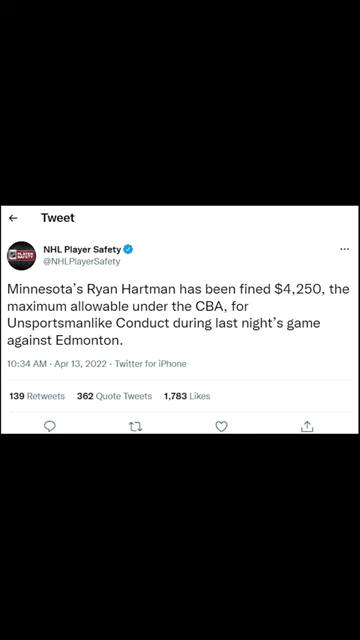 Tweet
PLAYER
SAFETY
NHL Player Safety
@NHLPlayerSafety
Minnesota's Ryan Hartman has been fined $4,250, the
maximum allowable under the CBA, for
Unsportsmanlike Conduct during last night's game
against Edmonton.
10:34 AM · Apr 13, 2022 · Twitter for iPhone
139 Retweets 362 Quote Tweets 1,783 Likes